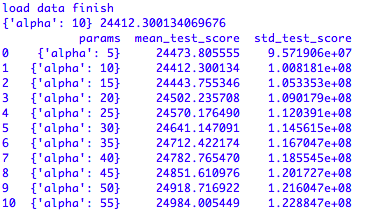 load data finish
{'alpha': 10} 24412.300134069676
params mean_test_score std_test_score
0 {'alpha': 5} 24473.805555 9.571906e+07
1 {'alpha': 10} 24412.300134 1.008181e+08
2 {'alpha': 15} 24443.755346 1.053353e+08
3 {'alpha': 20} 24502.235708 1.090179e+08
4 {'alpha': 25} 24570.176490 1.120391e+08
5 {'alpha': 30} 24641.147091 1.145615e+08
6 {'alpha': 35} 24712.422174 1.167047e+08
7 {'alpha': 40} 24782.765470 1.185545e+08
8 {'alpha': 45} 24851.610976 1.201727e+08
9 {'alpha': 50} 24918.716922 1.216047e+08
10 {'alpha': 55} 24984.005449 1.228847e+08